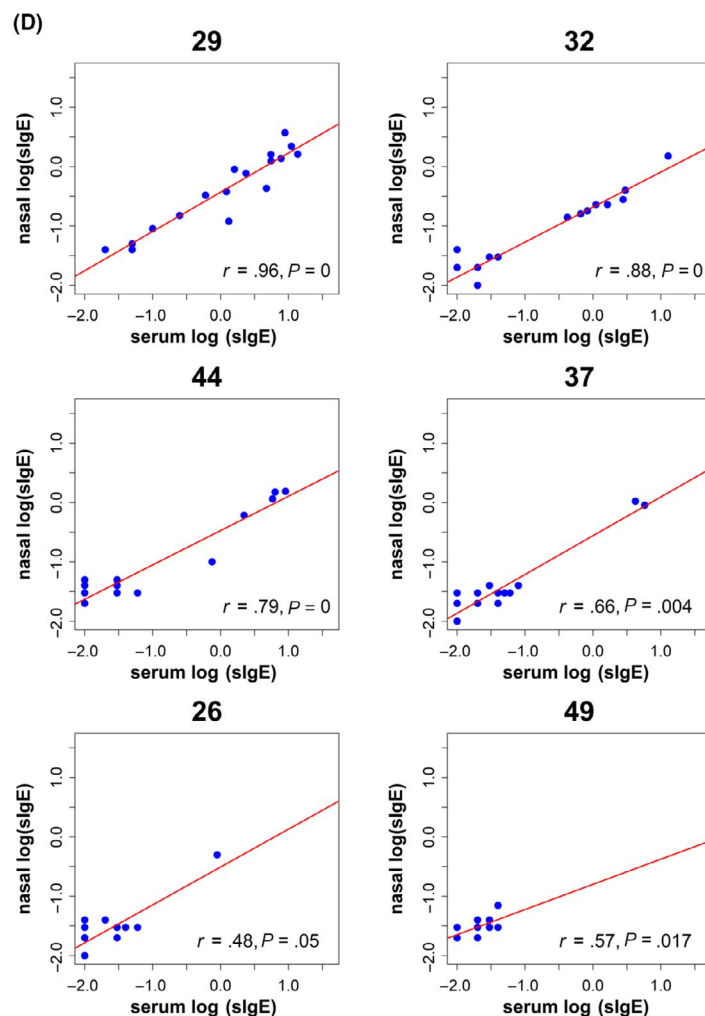 (D)
29
nasal log(sIgE)
1.0
0.0
−1.0
−2.0
r = .96, P = 0
−2.0 −1.0 0.0 1.0
serum log (sIgE)
32
nasal log(sIgE)
1.0
0.0
−1.0
−2.0
r = .88, P = 0
−2.0 −1.0 0.0 1.0
serum log (sIgE)
44
nasal log(sIgE)
1.0
0.0
−1.0
−2.0
r = .79, P = 0
−2.0 −1.0 0.0 1.0
serum log (sIgE)
37
nasal log(sIgE)
1.0
0.0
−1.0
−2.0
r = .66, P = .004
−2.0 −1.0 0.0 1.0
serum log (sIgE)
26
nasal log(sIgE)
1.0
0.0
−1.0
−2.0
r = .48, P = .05
−2.0 −1.0 0.0 1.0
serum log (sIgE)
49
nasal log(sIgE)
1.0
0.0
−1.0
−2.0
r = .57, P = .017
−2.0 −1.0 0.0 1.0
serum log (sIgE)